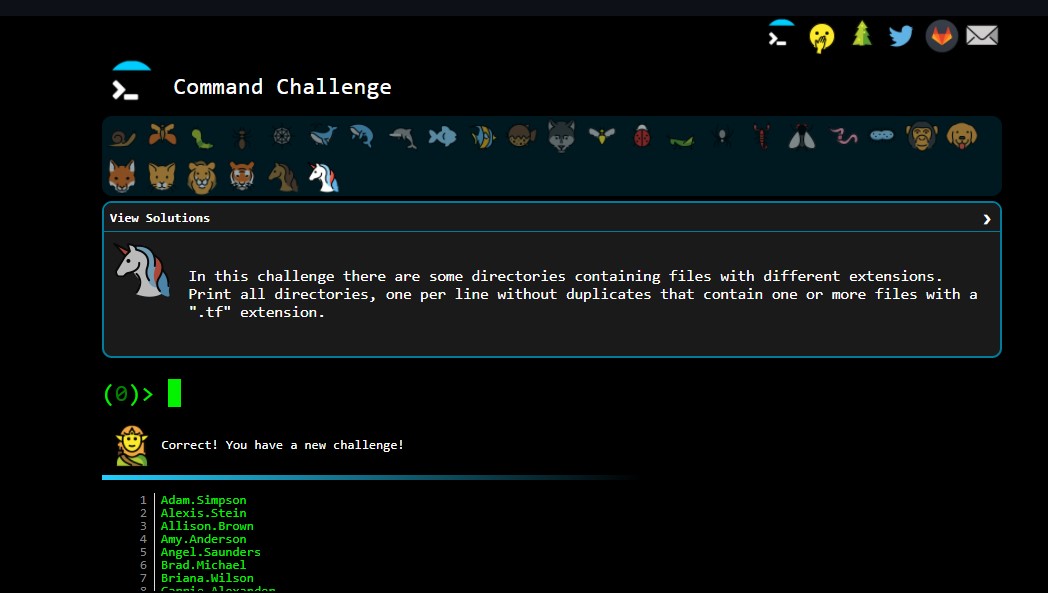 Command Challenge
View Solutions
In this challenge there are some directories containing files with different extensions.
Print all directories, one per line without duplicates that contain one or more files with a
".tf" extension.
(0)>
Correct! You have a new challenge!
1 Adam.Simpson
2 Alexis.Stein
3 Allison.Brown
4 Amy.Anderson
5 Angel.Saunders
6 Brad.Michael
7 Briana.Wilson